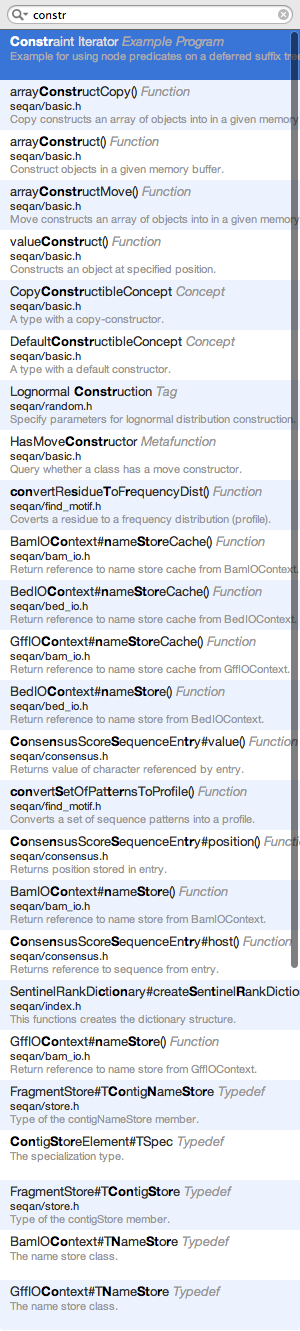 constr
Constraint Iterator Example Program
Example for using node predicates on a deferred suffix tre
arrayConstructCopy() Function
seqan/basic.h
Copy constructs an array of objects into in a given memory
arrayConstruct() Function
seqan/basic.h
Construct objects in a given memory buffer.
arrayConstructMove() Function
seqan/basic.h
Move constructs an array of objects into in a given memory
valueConstruct() Function
seqan/basic.h
Constructs an object at specified position.
CopyConstructibleConcept Concept
seqan/basic.h
A type with a copy-constructor.
DefaultConstructibleConcept Concept
seqan/basic.h
A type with a default constructor.
Lognormal Construction Tag
seqan/random.h
Specify parameters for lognormal distribution construction.
HasMoveConstructor Metafunction
seqan/basic.h
Query whether a class has a move constructor.
convertResidueToFrequencyDist() Function
seqan/find_motif.h
Coverts a residue to a frequency distribution (profile).
BamIOContext#nameStoreCache() Function
seqan/bam_io.h
Return reference to name store cache from BamIOContext.
BedIOContext#nameStoreCache() Function
seqan/bed_io.h
Return reference to name store cache from BedIOContext.
GffIOContext#nameStoreCache() Function
seqan/bam_io.h
Return reference to name store cache from GffIOContext.
BedIOContext#nameStore() Function
seqan/bed_io.h
Return reference to name store from BedIOContext.
ConsensusScoreSequenceEntry#value() Function
seqan/consensus.h
Returns value of character referenced by entry.
convertSetOfPatternsToProfile() Function
seqan/find_motif.h
Converts a set of sequence patterns into a profile.
ConsensusScoreSequenceEntry#position() Functi
seqan/consensus.h
Returns position stored in entry.
BamIOContext#nameStore() Function
seqan/bam_io.h
Return reference to name store from BamIOContext.
ConsensusScoreSequenceEntry#host() Function
seqan/consensus.h
Returns reference to sequence from entry.
SentinelRankDictionary#createSentinelRankDictio
seqan/index.h
This functions creates the dictionary structure.
GffIOContext#nameStore() Function
seqan/bam_io.h
Return reference to name store from GffIOContext.
FragmentStore#TContigNameStore Typedef
seqan/store.h
Type of the contigNameStore member.
ContigStoreElement#TSpec Typedef
The specialization type.
FragmentStore#TContigStore Typedef
seqan/store.h
Type of the contigStore member.
BamIOContext#TNameStore Typedef
The name store class.
GffIOContext#TNameStore Typedef
The name store class.